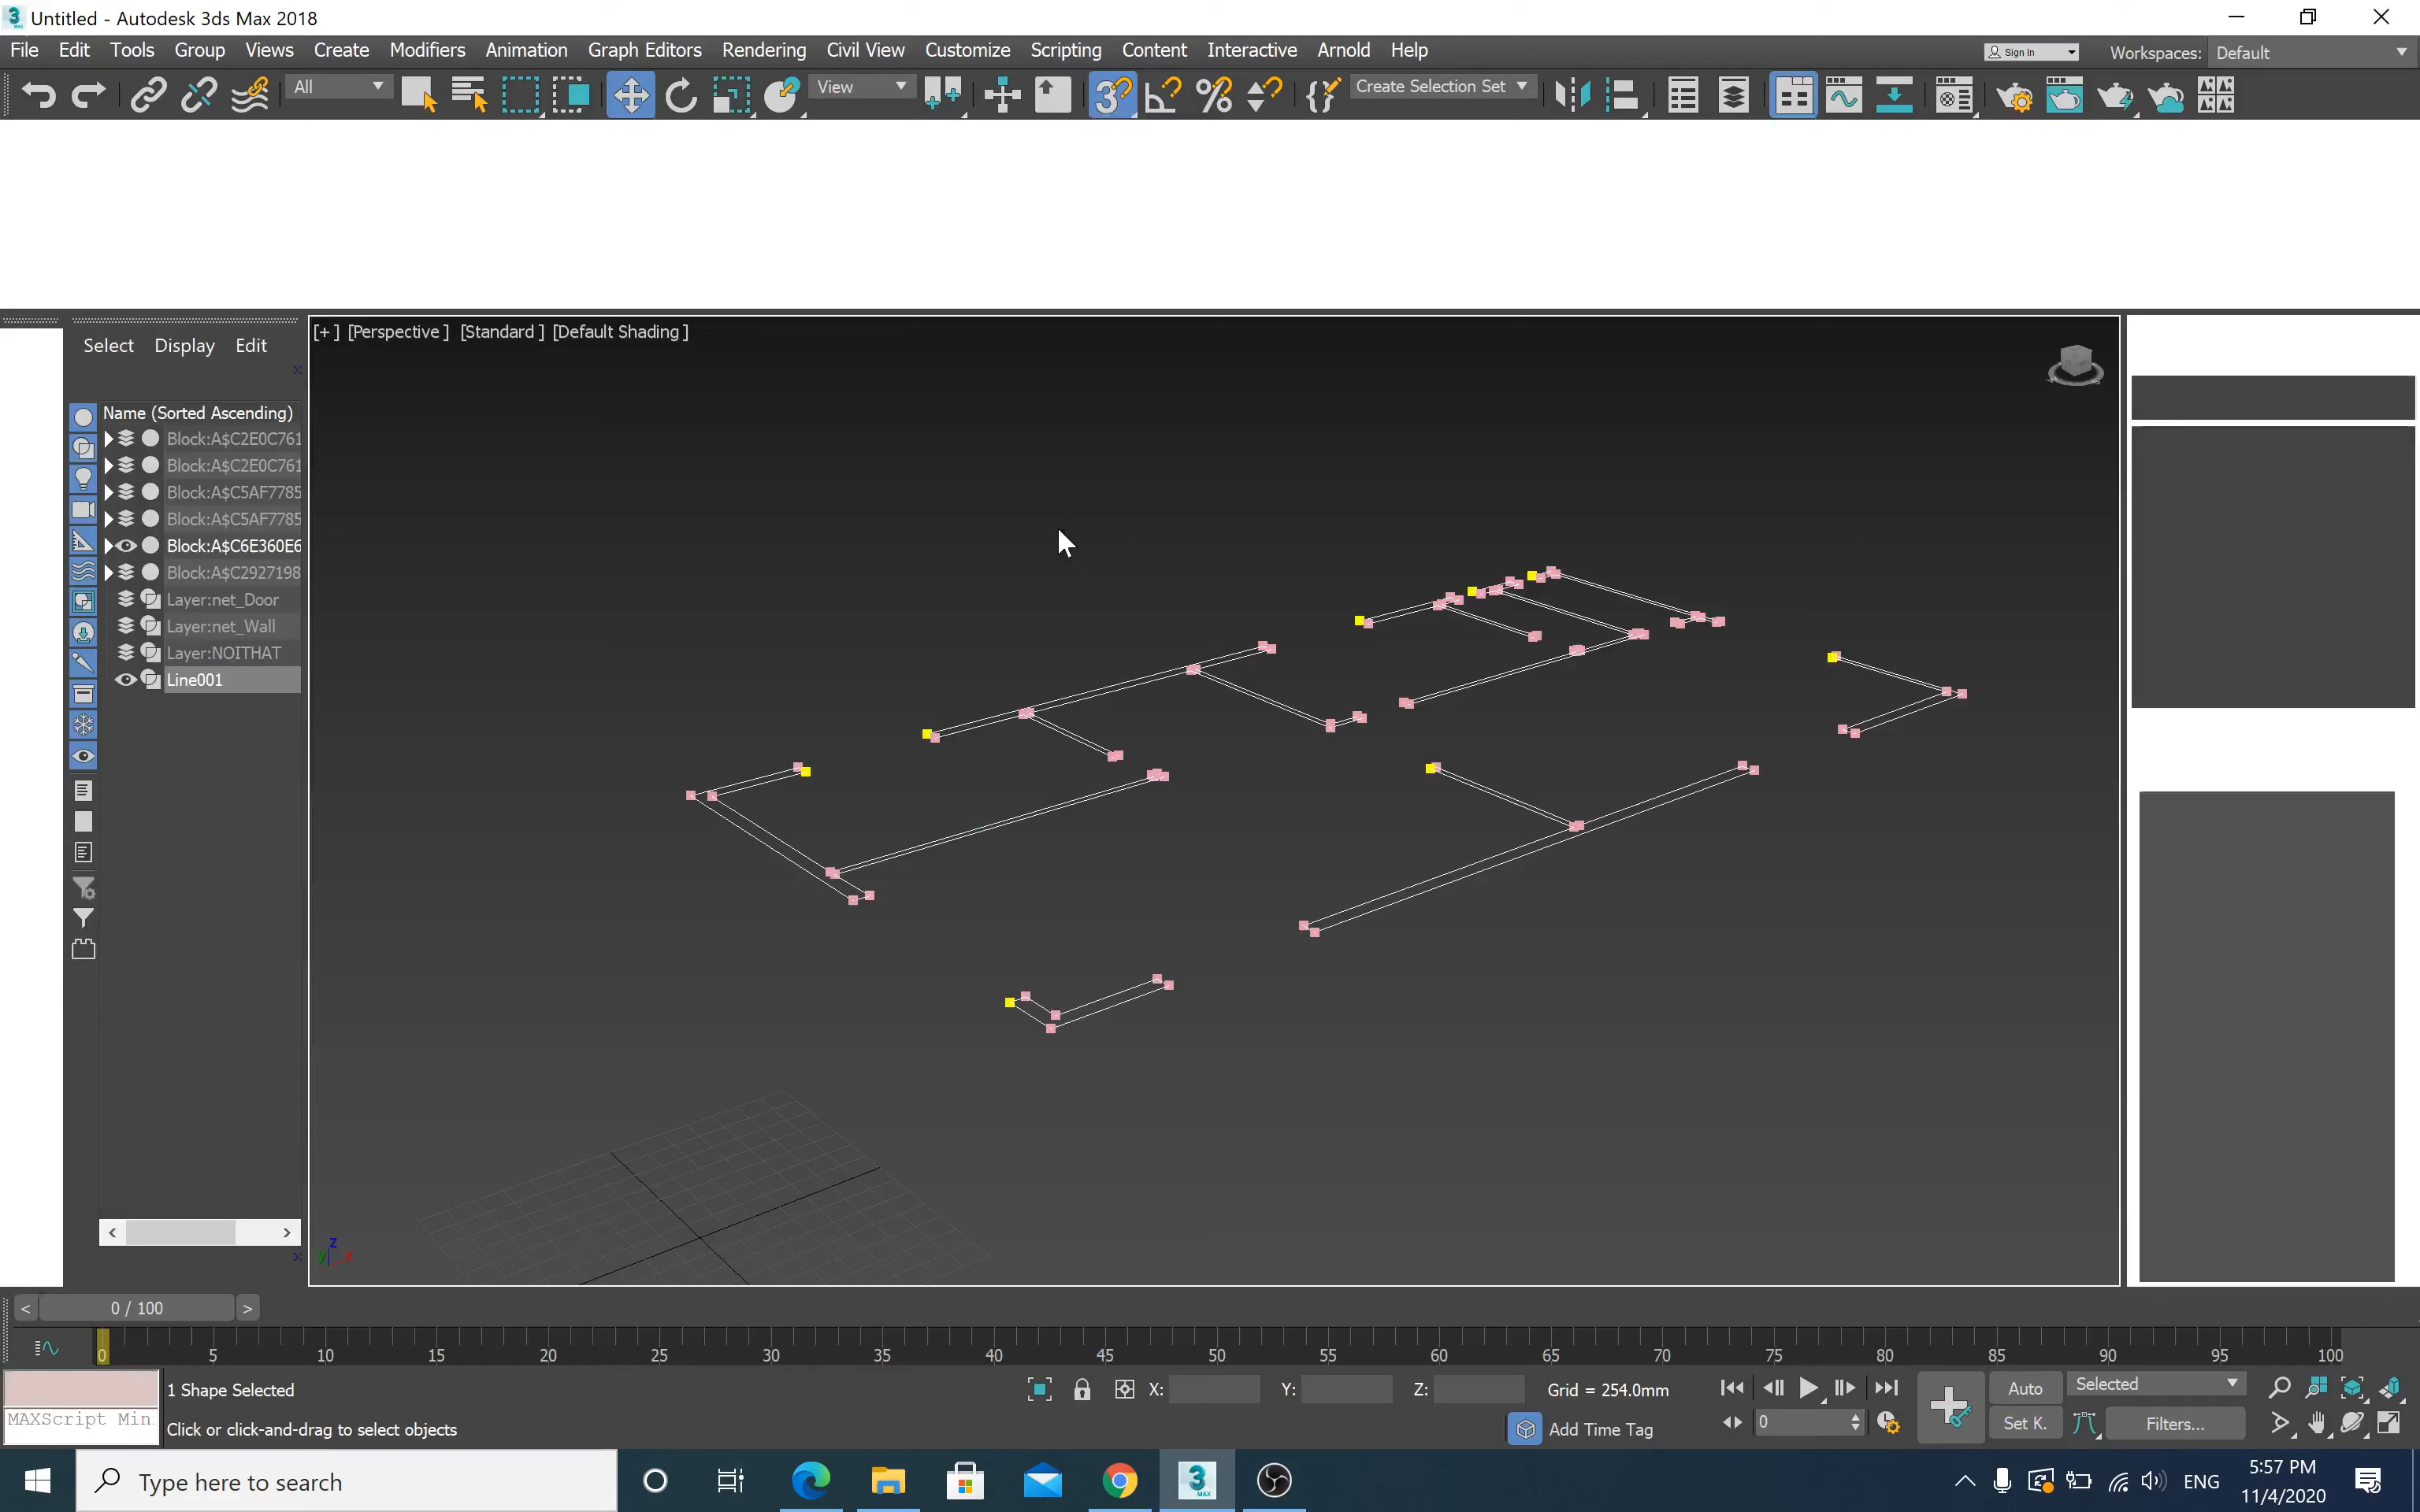 Untitled - Autodesk 3ds Max 2018
File Edit Tools Group Views Create Modifiers Animation Graph Editors Rendering Civil View Customize Scripting Content Interactive Arnold Help
Sign In
Workspaces: Default
All
View
Create Selection Set
[+] [Perspective] [Standard] [Default Shading]
Select Display Edit
Name (Sorted Ascending)
Block:A$C2E0C761
Block:A$C2E0C761
Block:A$C5AF7785
Block:A$C5AF7785
Block:A$C6E360E6
Block:A$C2927198
Layer:net_Door
Layer:net_Wall
Layer:NOITHAT
Line001
z
y
x
< 0 / 100 >
0 5 10 15 20 25 30 35 40 45 50 55 60 65 70 75 80 85 90 95 100
1 Shape Selected
X: Y: Z: Grid = 254.0mm
Auto Selected
MAXScript Min
Click or click-and-drag to select objects
Add Time Tag
0
Set K. Filters...
Type here to search
ENG
5:57 PM
11/4/2020